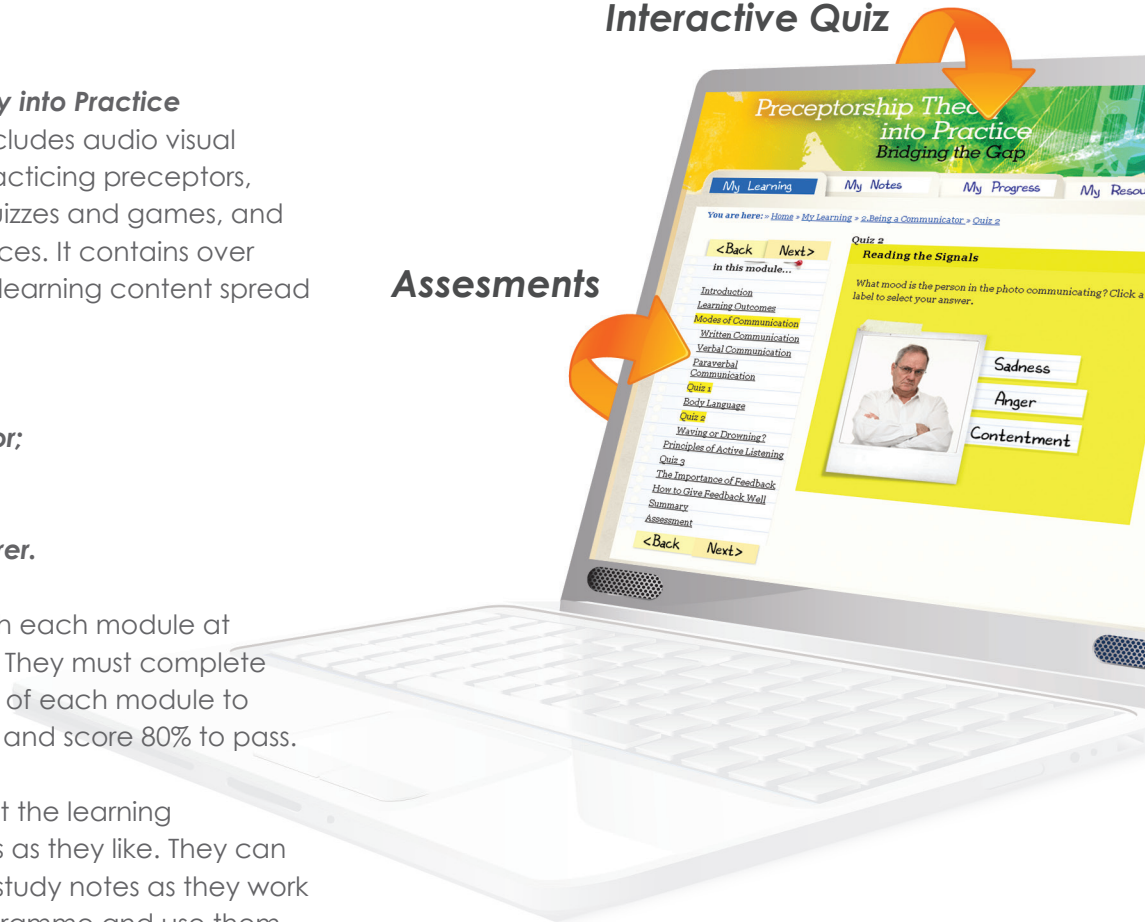 Interactive Quiz
y into Practice
cludes audio visual
acticing preceptors,
uizzes and games, and
ces. It contains over
learning content spread
or;
rer.
n each module at
They must complete
of each module to
and score 80% to pass.
t the learning
s as they like. They can
study notes as they work
ramme and use them
Assesments
Preceptorship Theo
into Practice
Bridging the Gap
My Learning
My Notes
My Progress
My Resou
You are here: » Home » My Learning » 2.Being a Communicator » Quiz 2
<Back Next>
in this module...
Introduction
Learning Outcomes
Modes of Communication
Written Communication
Verbal Communication
Paraverbal
Communication
Quiz 1
Body Language
Quiz 2
Waving or Drowning?
Principles of Active Listening
Quiz 3
The Importance of Feedback
How to Give Feedback Well
Summary
Assessment
<Back Next>
Quiz 2
Reading the Signals
What mood is the person in the photo communicating? Click a
label to select your answer.
Sadness
Anger
Contentment